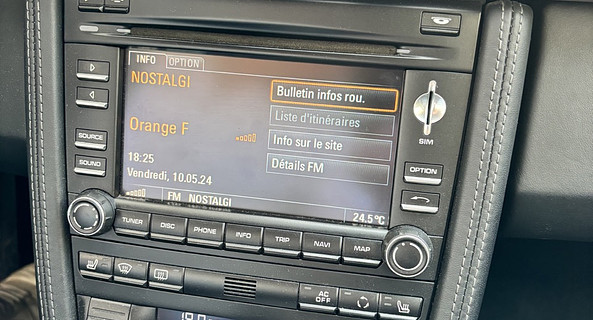 INFO OPTION
NOSTALGI
Bulletin infos rou.
Liste d'itinéraires
Orange F
Info sur le site
18:25
Détails FM
Vendredi, 10.05.24
FM NOSTALGI
24.5°C
SOURCE
SOUND
SIM
OPTION
TUNER DISC PHONE INFO TRIP NAVI MAP
AC OFF